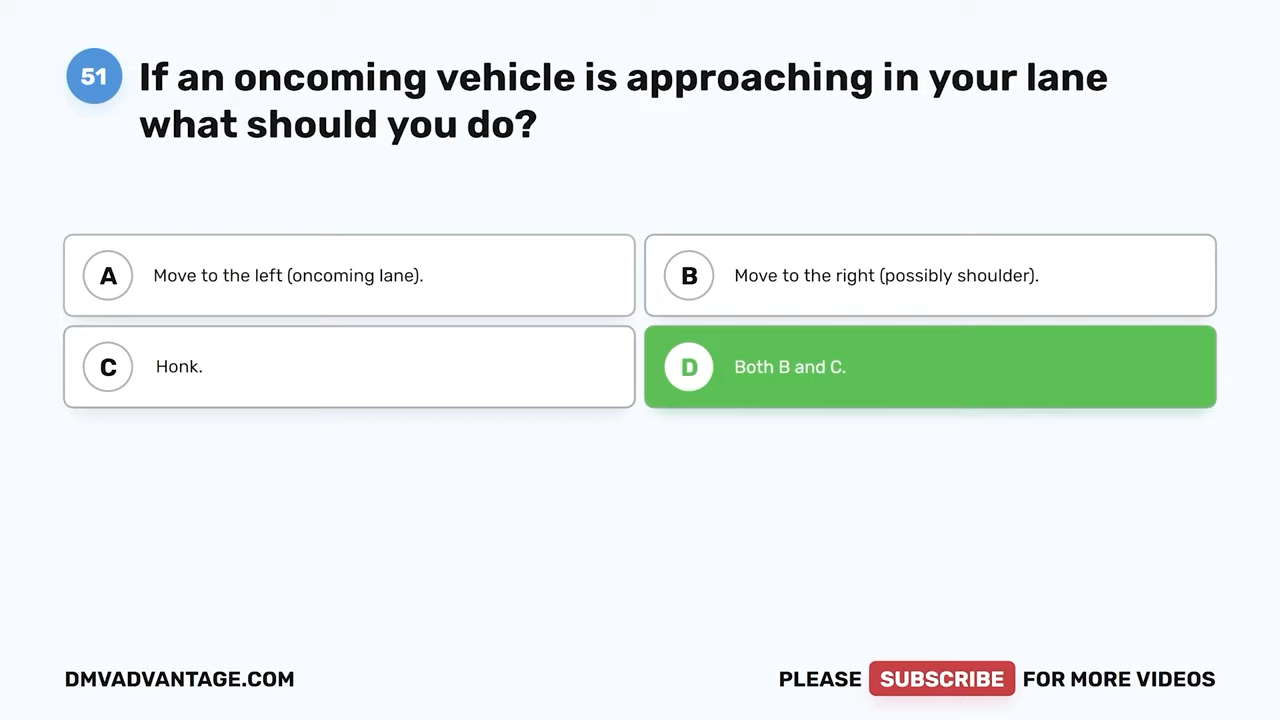 51
If an oncoming vehicle is approaching in your lane
what should you do?
A Move to the left (oncoming lane).
B Move to the right (possibly shoulder).
C Honk.
D Both B and C.
DMVADVANTAGE.COM
PLEASE SUBSCRIBE FOR MORE VIDEOS